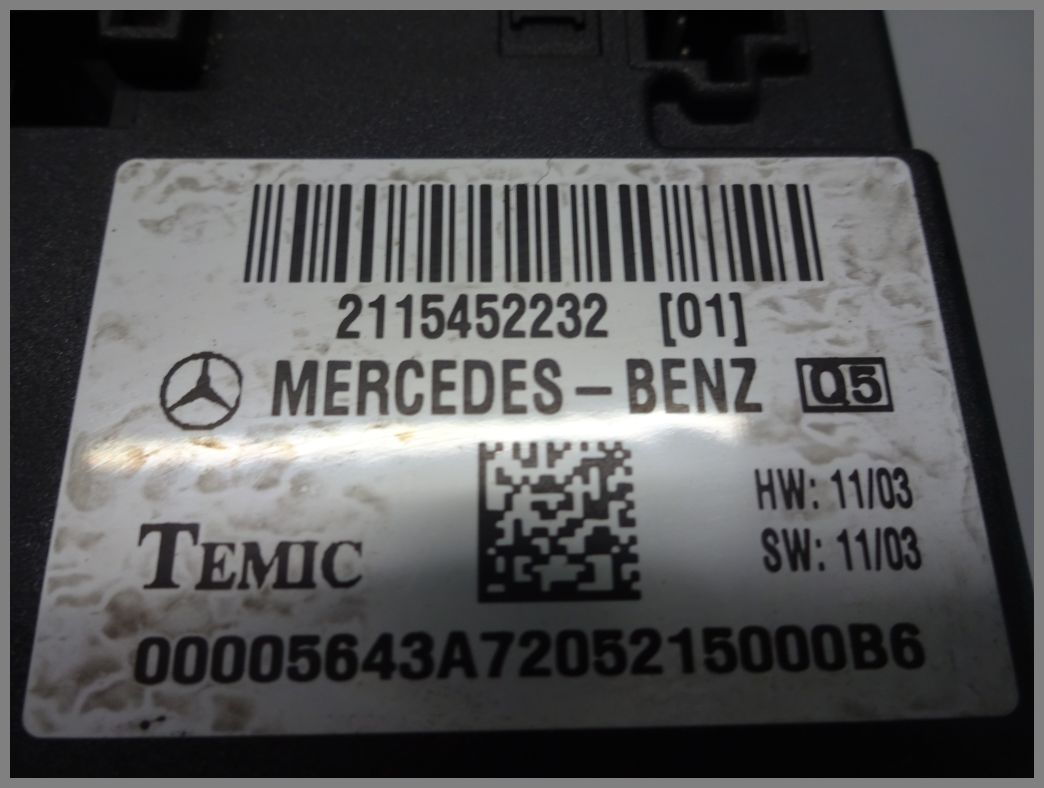 2115452232 [01]
MERCEDES-BENZ Q5
HW: 11/03
SW: 11/03
TEMIC
00005643A7205215000B6